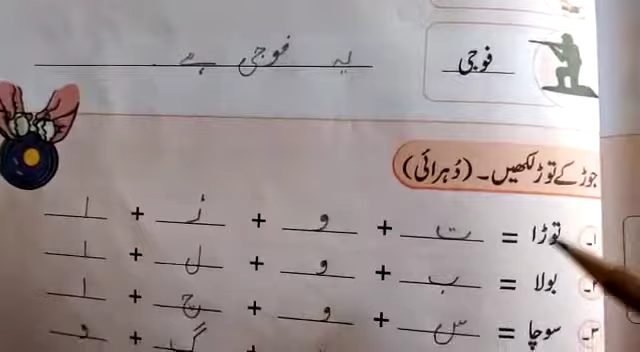 فوجی
یہ فوجی ہے
جوڑ کے توڑ لکھیں۔ (دُہرائی)
۱۔ توڑا = ت + و + ڑ + ا
۲۔ بولا = ب + و + ل + ا
۳۔ سوچا = س + و + چ + ا